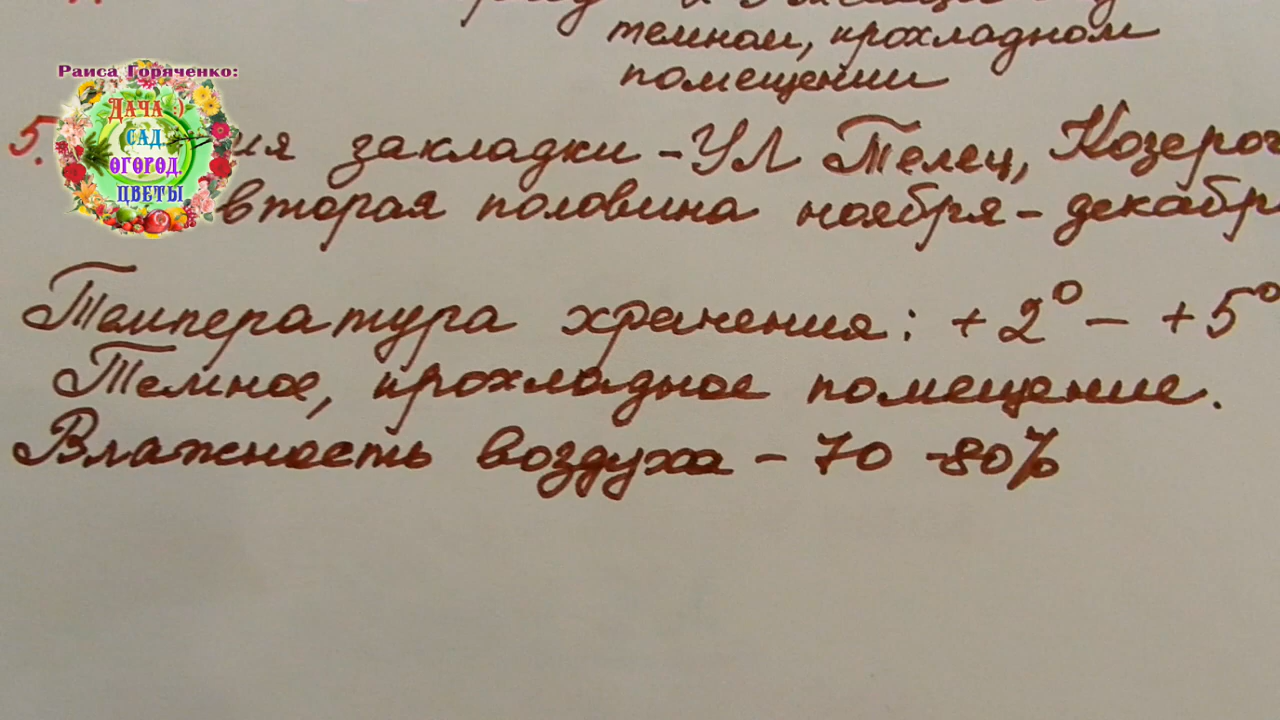 темном, прохладном
помещении
Раиса Горяченко:
Дача :)
сад
огород.
цветы
5.
закладки - УЛ Телец, Козерог
вторая половина ноября - декабр
Температура хранения: +2° - +5°
Темное, прохладное помещение.
Влажность воздуха - 70 -80%